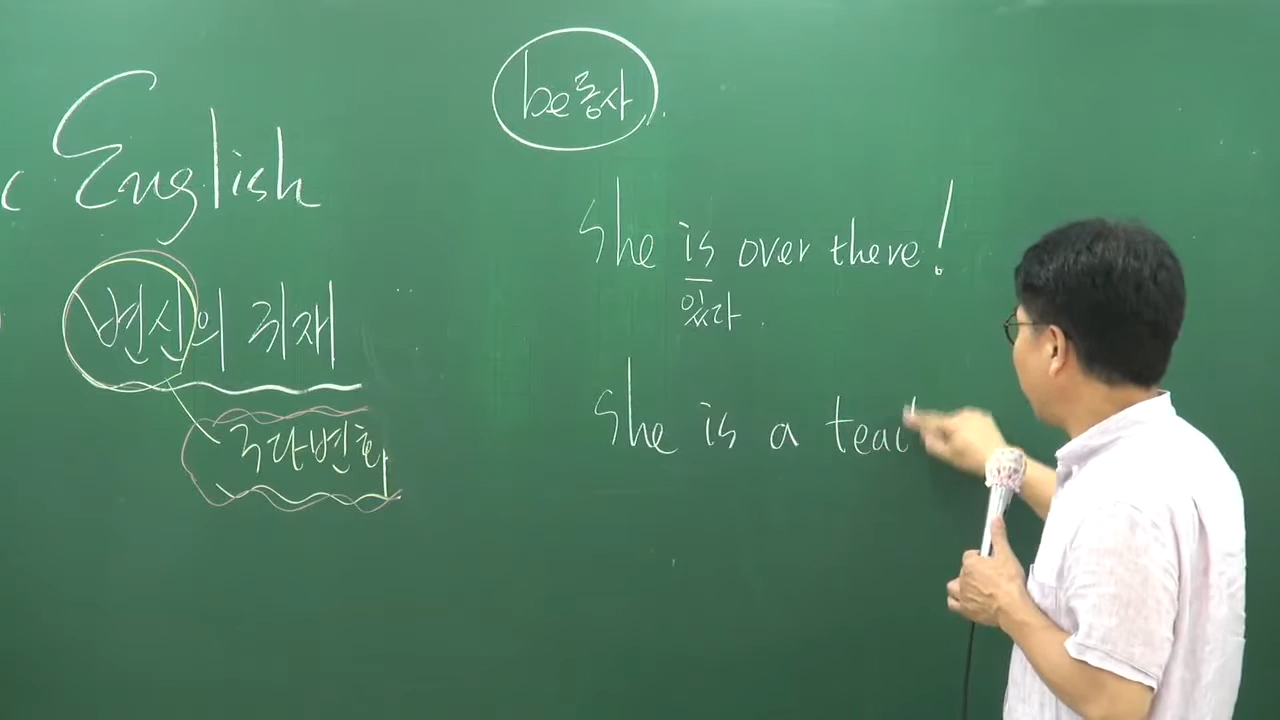 c English
변신의 귀재
극다변화
be동사
She is over there!
있다.
She is a teac